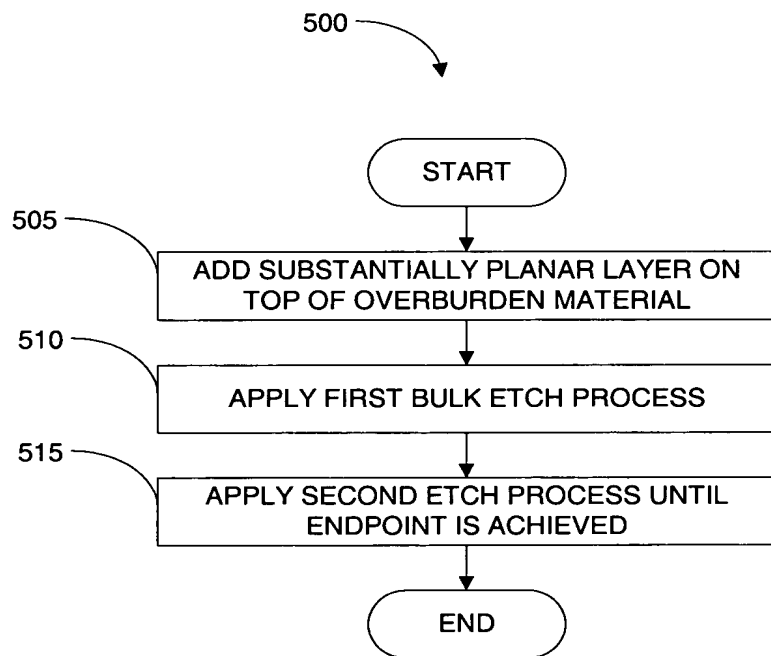 500
START
505
ADD SUBSTANTIALLY PLANAR LAYER ON
TOP OF OVERBURDEN MATERIAL
510
APPLY FIRST BULK ETCH PROCESS
515
APPLY SECOND ETCH PROCESS UNTIL
ENDPOINT IS ACHIEVED
END